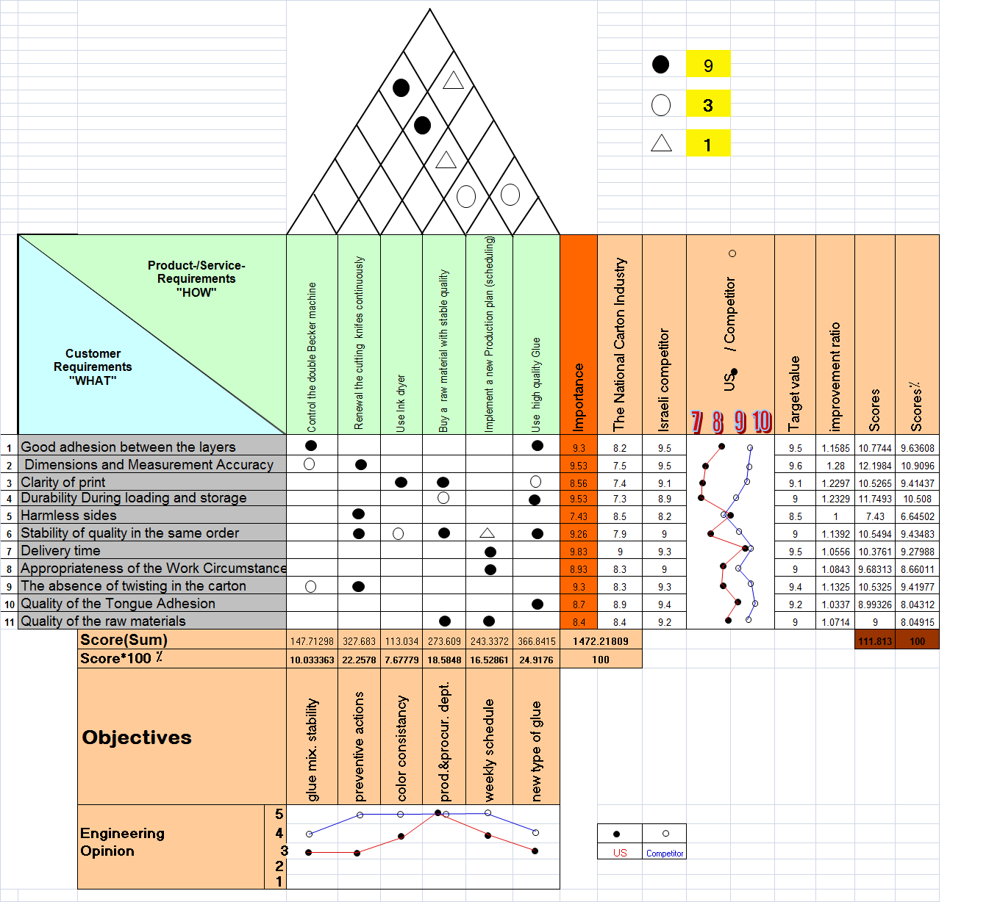 9
3
1
Product-/Service-
Requirements
"HOW"
Customer
Requirements
"WHAT"
Control the double Becker machine
Renewal the cutting knifes continuously
Use Ink dryer
Buy a raw material with stable quality
Implement a new Production plan (scheduling)
Use high quality Glue
Importance
The National Carton Industry
Israeli competitor
US / Competitor
7 8 9 10
Target value
improvement ratio
Scores
Scores%
1 Good adhesion between the layers 9.3 8.2 9.5 9.5 1.1585 10.7744 9.63608
2 Dimensions and Measurement Accuracy 9.53 7.5 9.5 9.6 1.28 12.1984 10.9096
3 Clarity of print 8.56 7.4 9.1 9.1 1.2297 10.5265 9.41437
4 Durability During loading and storage 9.53 7.3 8.9 9 1.2329 11.7493 10.508
5 Harmless sides 7.43 8.5 8.2 8.5 1 7.43 6.64502
6 Stability of quality in the same order 9.26 7.9 9 9 1.1392 10.5494 9.43483
7 Delivery time 9.83 9 9.3 9.5 1.0556 10.3761 9.27988
8 Appropriateness of the Work Circumstance 8.93 8.3 9 9 1.0843 9.68313 8.66011
9 The absence of twisting in the carton 9.3 8.3 9.3 9.4 1.1325 10.5325 9.41977
10 Quality of the Tongue Adhesion 8.7 8.9 9.4 9.2 1.0337 8.99326 8.04312
11 Quality of the raw materials 8.4 8.4 9.2 9 1.0714 9 8.04915
Score(Sum) 147.71298 327.683 113.034 273.609 243.3372 366.8415 1472.21809 111.813 100
Score*100 % 10.033363 22.2578 7.67779 18.5848 16.52861 24.9176 100
Objectives
glue mix. stability
preventive actions
color consistancy
prod.&procur. dept.
weekly schedule
new type of glue
Engineering
Opinion
5
4
3
2
1
US Competitor